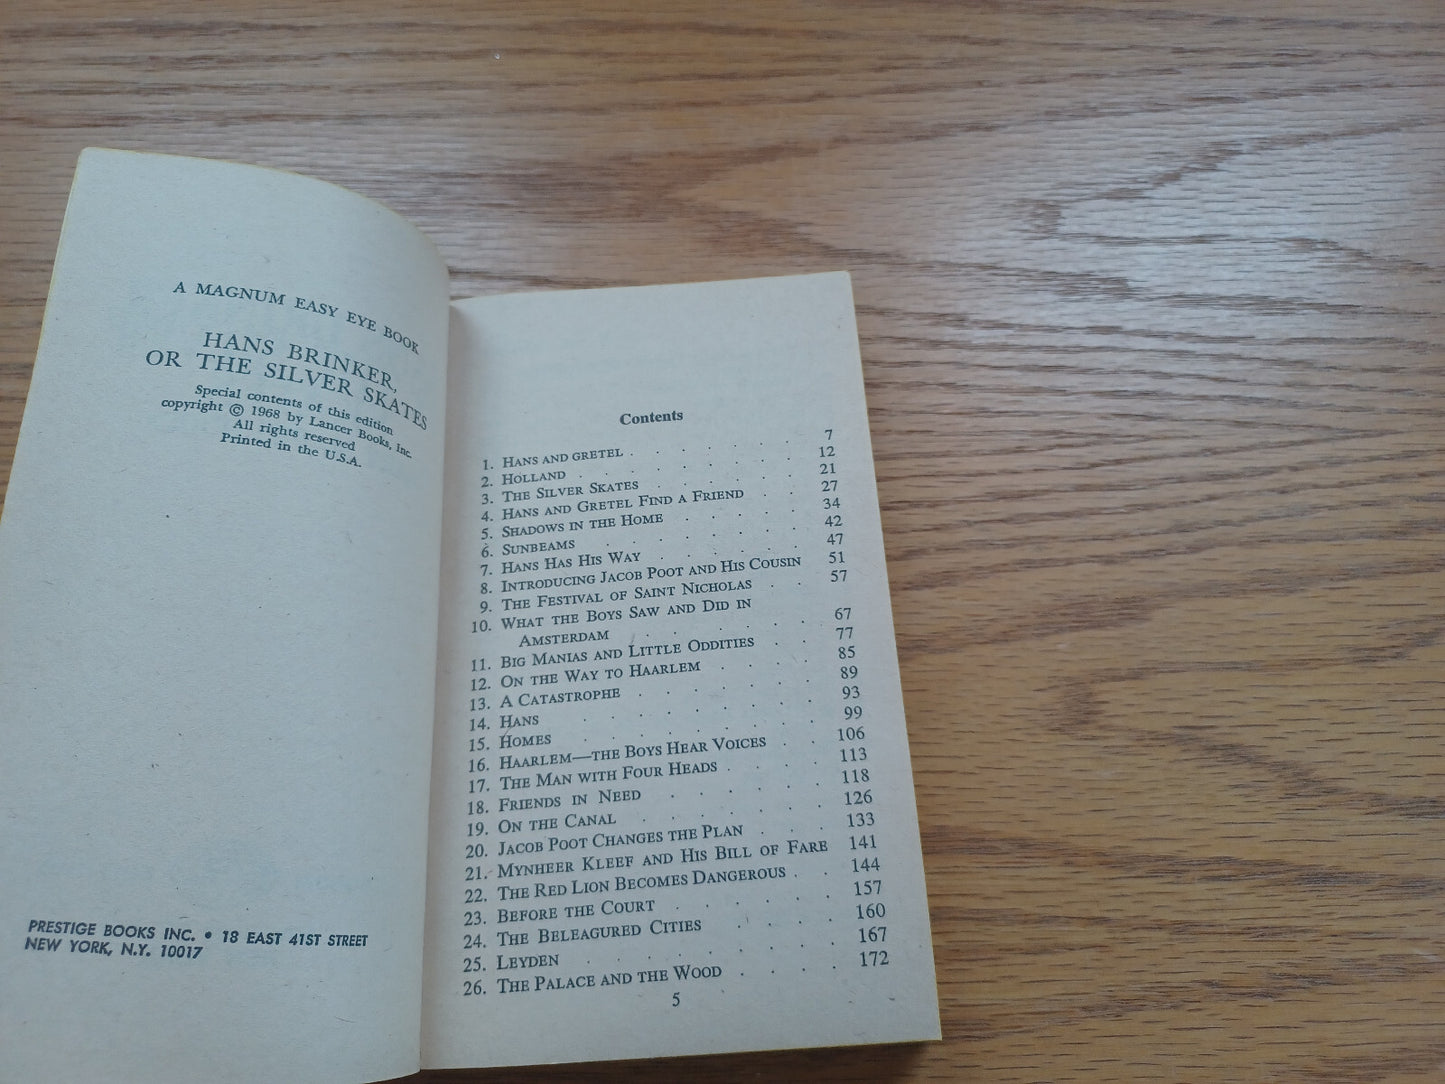 A MAGNUM EASY EYE BOOK
HANS BRINKER,
OR THE SILVER SKATES
Special contents of this edition
copyright © 1968 by Lancer Books, Inc.
All rights reserved
Printed in the U.S.A.
PRESTIGE BOOKS INC. • 18 EAST 41ST STREET
NEW YORK, N.Y. 10017
Contents
1. HANS AND GRETEL . . . . . . 7
2. HOLLAND . . . . . . . 12
3. THE SILVER SKATES . . . . . 21
4. HANS AND GRETEL FIND A FRIEND . . 27
5. SHADOWS IN THE HOME . . . . . 34
6. SUNBEAMS . . . . . . . 42
7. HANS HAS HIS WAY . . . . . . 47
8. INTRODUCING JACOB POOT AND HIS COUSIN 51
9. THE FESTIVAL OF SAINT NICHOLAS . . 57
10. WHAT THE BOYS SAW AND DID IN
AMSTERDAM . . . . . . 67
11. BIG MANIAS AND LITTLE ODDITIES . . 77
12. ON THE WAY TO HAARLEM . . . . 85
13. A CATASTROPHE . . . . . . . 89
14. HANS . . . . . . . . 93
15. HOMES . . . . . . . . 99
16. HAARLEM—THE BOYS HEAR VOICES . . 106
17. THE MAN WITH FOUR HEADS . . . . 113
18. FRIENDS IN NEED . . . . . . 118
19. ON THE CANAL . . . . . . . 126
20. JACOB POOT CHANGES THE PLAN . . . 133
21. MYNHEER KLEEF AND HIS BILL OF FARE 141
22. THE RED LION BECOMES DANGEROUS . . 144
23. BEFORE THE COURT . . . . . . 157
24. THE BELEAGURED CITIES . . . . 160
25. LEYDEN . . . . . . . . 167
26. THE PALACE AND THE WOOD . . . . 172
5